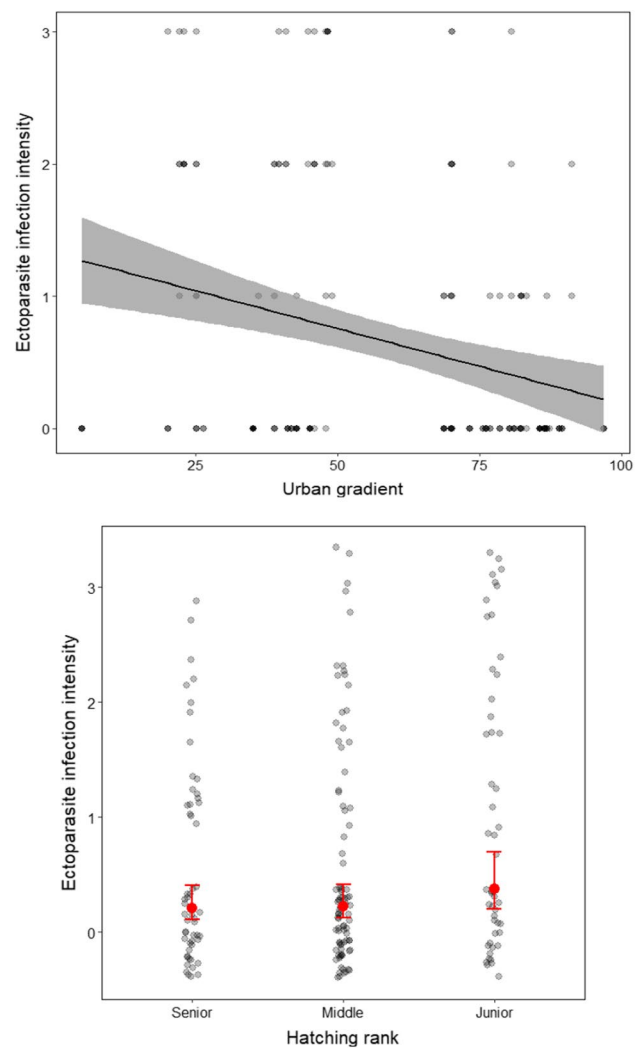 3
2
1
0
Ectoparasite infection intensity
25
50
75
100
Urban gradient
3
2
1
0
Ectoparasite infection intensity
Senior
Middle
Junior
Hatching rank